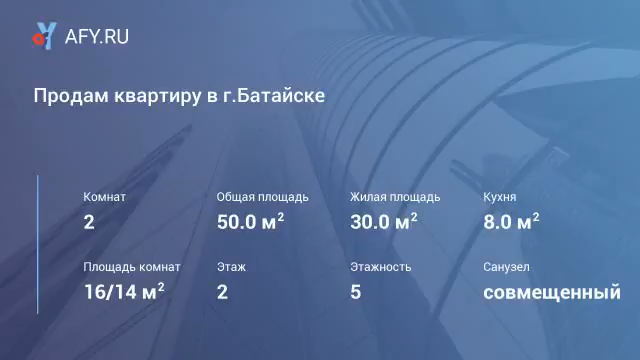 AFY.RU
Продам квартиру в г.Батайске
Комнат
2
Общая площадь
50.0 м²
Жилая площадь
30.0 м²
Кухня
8.0 м²
Площадь комнат
16/14 м²
Этаж
2
Этажность
5
Санузел
совмещенный